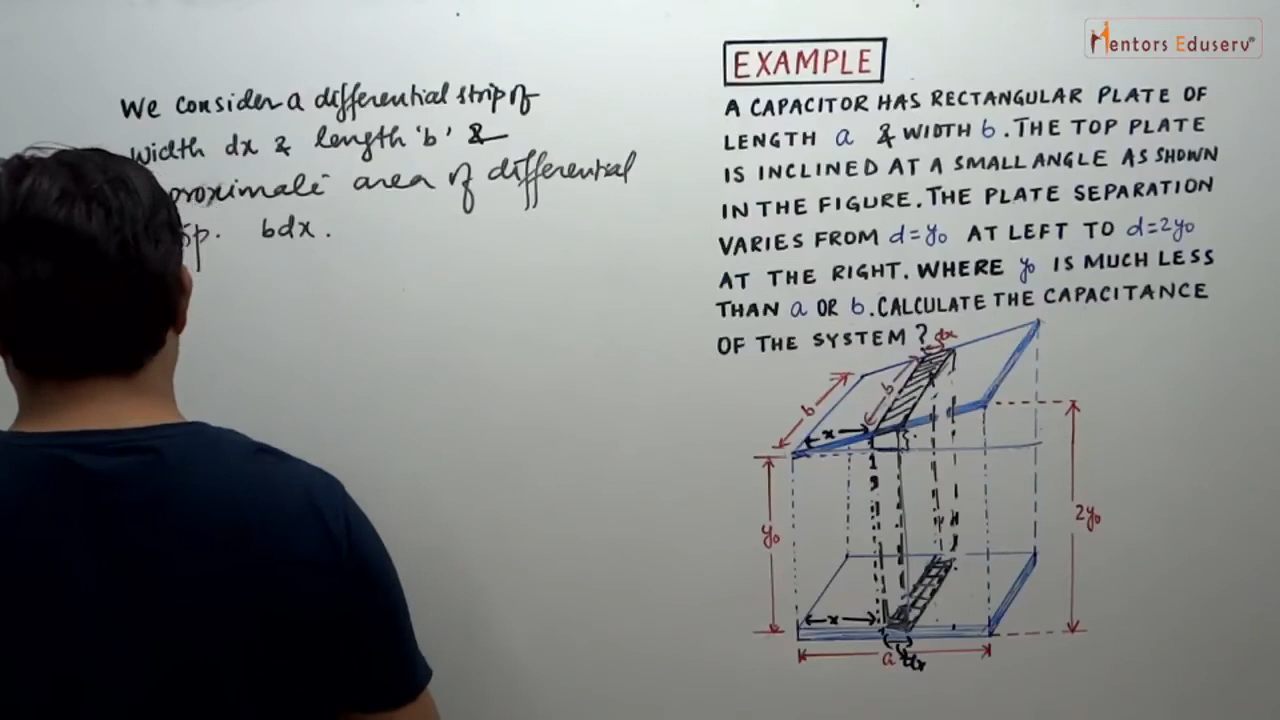 We consider a differential strip of
width dx & length 'b' &
proximate area of differential
bdx.
Mentors Eduserv®
EXAMPLE
A CAPACITOR HAS RECTANGULAR PLATE OF
LENGTH a & WIDTH b. THE TOP PLATE
IS INCLINED AT A SMALL ANGLE AS SHOWN
IN THE FIGURE. THE PLATE SEPARATION
VARIES FROM d=y₀ AT LEFT TO d=2y₀
AT THE RIGHT. WHERE y₀ IS MUCH LESS
THAN a OR b. CALCULATE THE CAPACITANCE
OF THE SYSTEM ?
dx
b
b
x
y₀
2y₀
x
a
dx